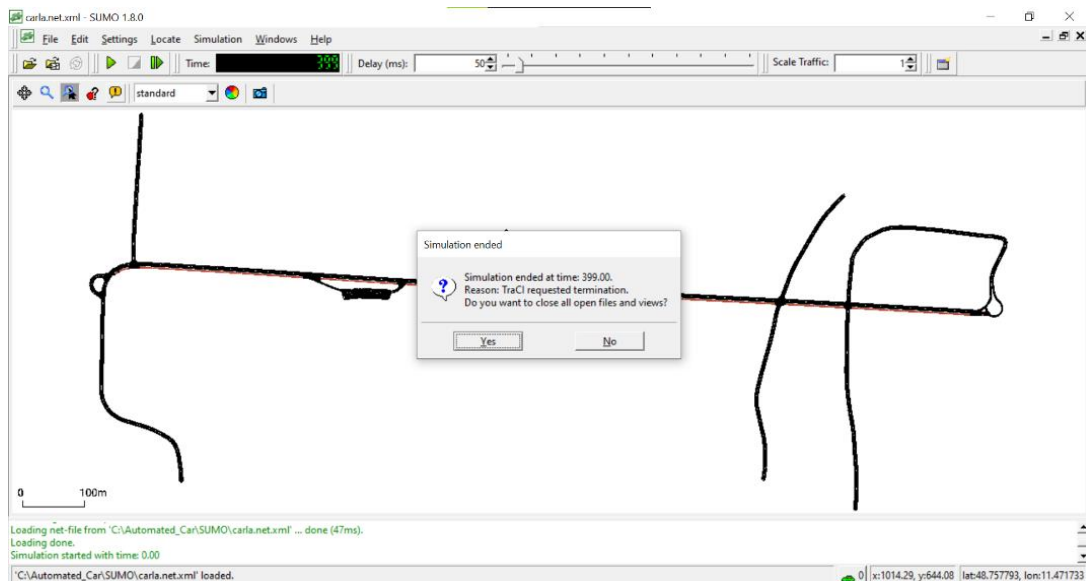 carla.net.xml - SUMO 1.8.0
File Edit Settings Locate Simulation Windows Help
Time: 399 Delay (ms): 50 Scale Traffic: 1
standard
Simulation ended
Simulation ended at time: 399.00.
Reason: TraCI requested termination.
Do you want to close all open files and views?
Yes No
0 100m
Loading net-file from 'C:\Automated_Car\SUMO\carla.net.xml' ... done (47ms).
Loading done.
Simulation started with time: 0.00
'C:\Automated_Car\SUMO\carla.net.xml' loaded. 0 x:1014.29, y:644.08 lat:48.757793, lon:11.471733